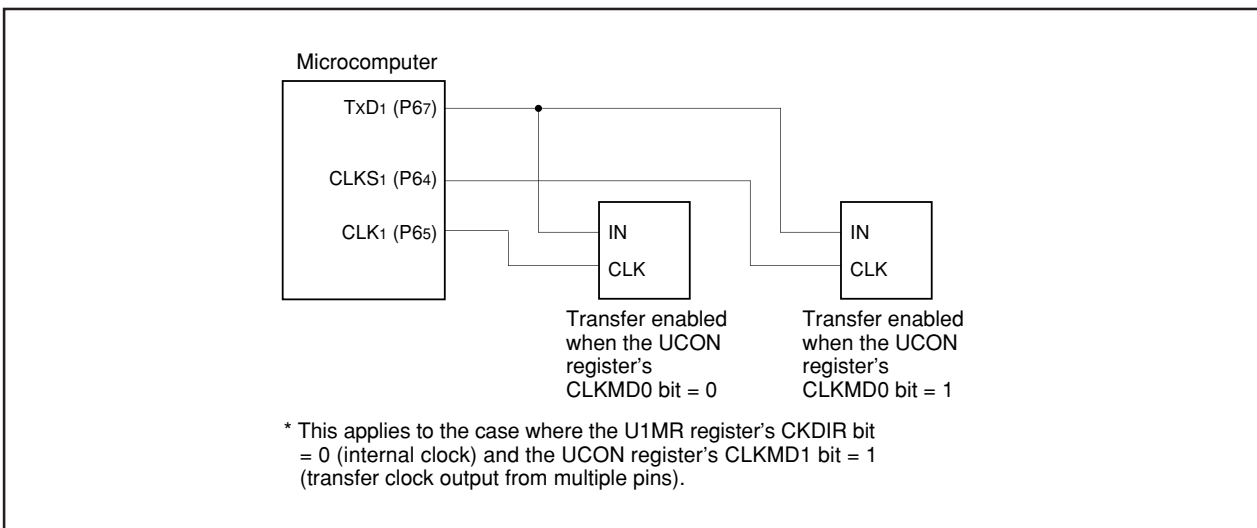 Microcomputer
TxD1 (P67)
CLKS1 (P64)
CLK1 (P65)
IN
CLK
IN
CLK
Transfer enabled
when the UCON
register's
CLKMD0 bit = 0
Transfer enabled
when the UCON
register's
CLKMD0 bit = 1
* This applies to the case where the U1MR register's CKDIR bit
= 0 (internal clock) and the UCON register's CLKMD1 bit = 1
(transfer clock output from multiple pins).